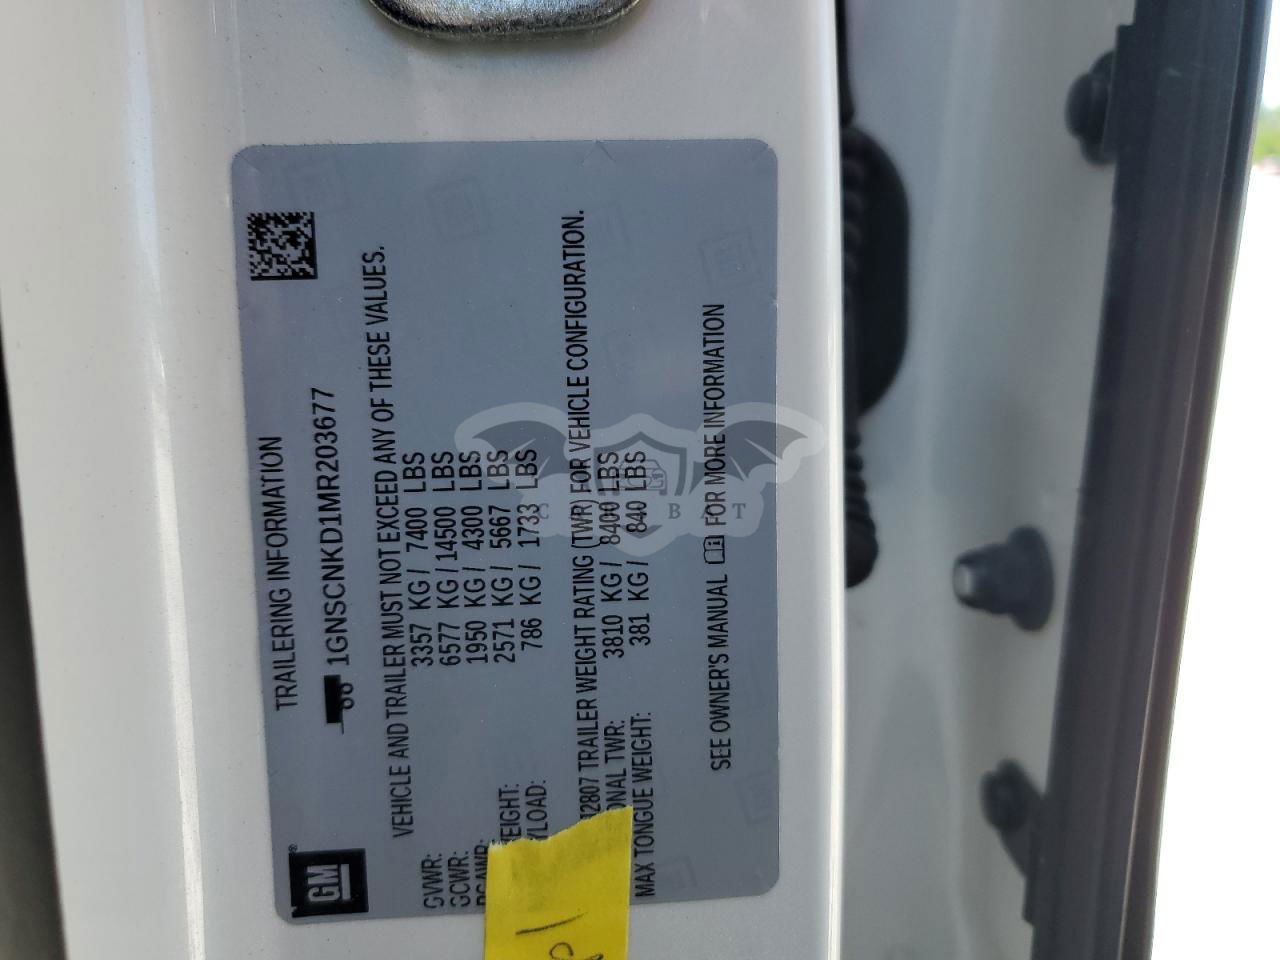 TRAILERING INFORMATION
1GNSCNKD1MR203677
VEHICLE AND TRAILER MUST NOT EXCEED ANY OF THESE VALUES.
GVWR: 3357 KG / 7400 LBS
GCWR: 6577 KG / 14500 LBS
RGAWR: 1950 KG / 4300 LBS
EIGHT: 2571 KG / 5667 LBS
YLOAD: 786 KG / 1733 LBS
J2807 TRAILER WEIGHT RATING (TWR) FOR VEHICLE CONFIGURATION.
ONAL TWR: 3810 KG / 8400 LBS
MAX TONGUE WEIGHT: 381 KG / 840 LBS
SEE OWNER'S MANUAL FOR MORE INFORMATION
GM
®